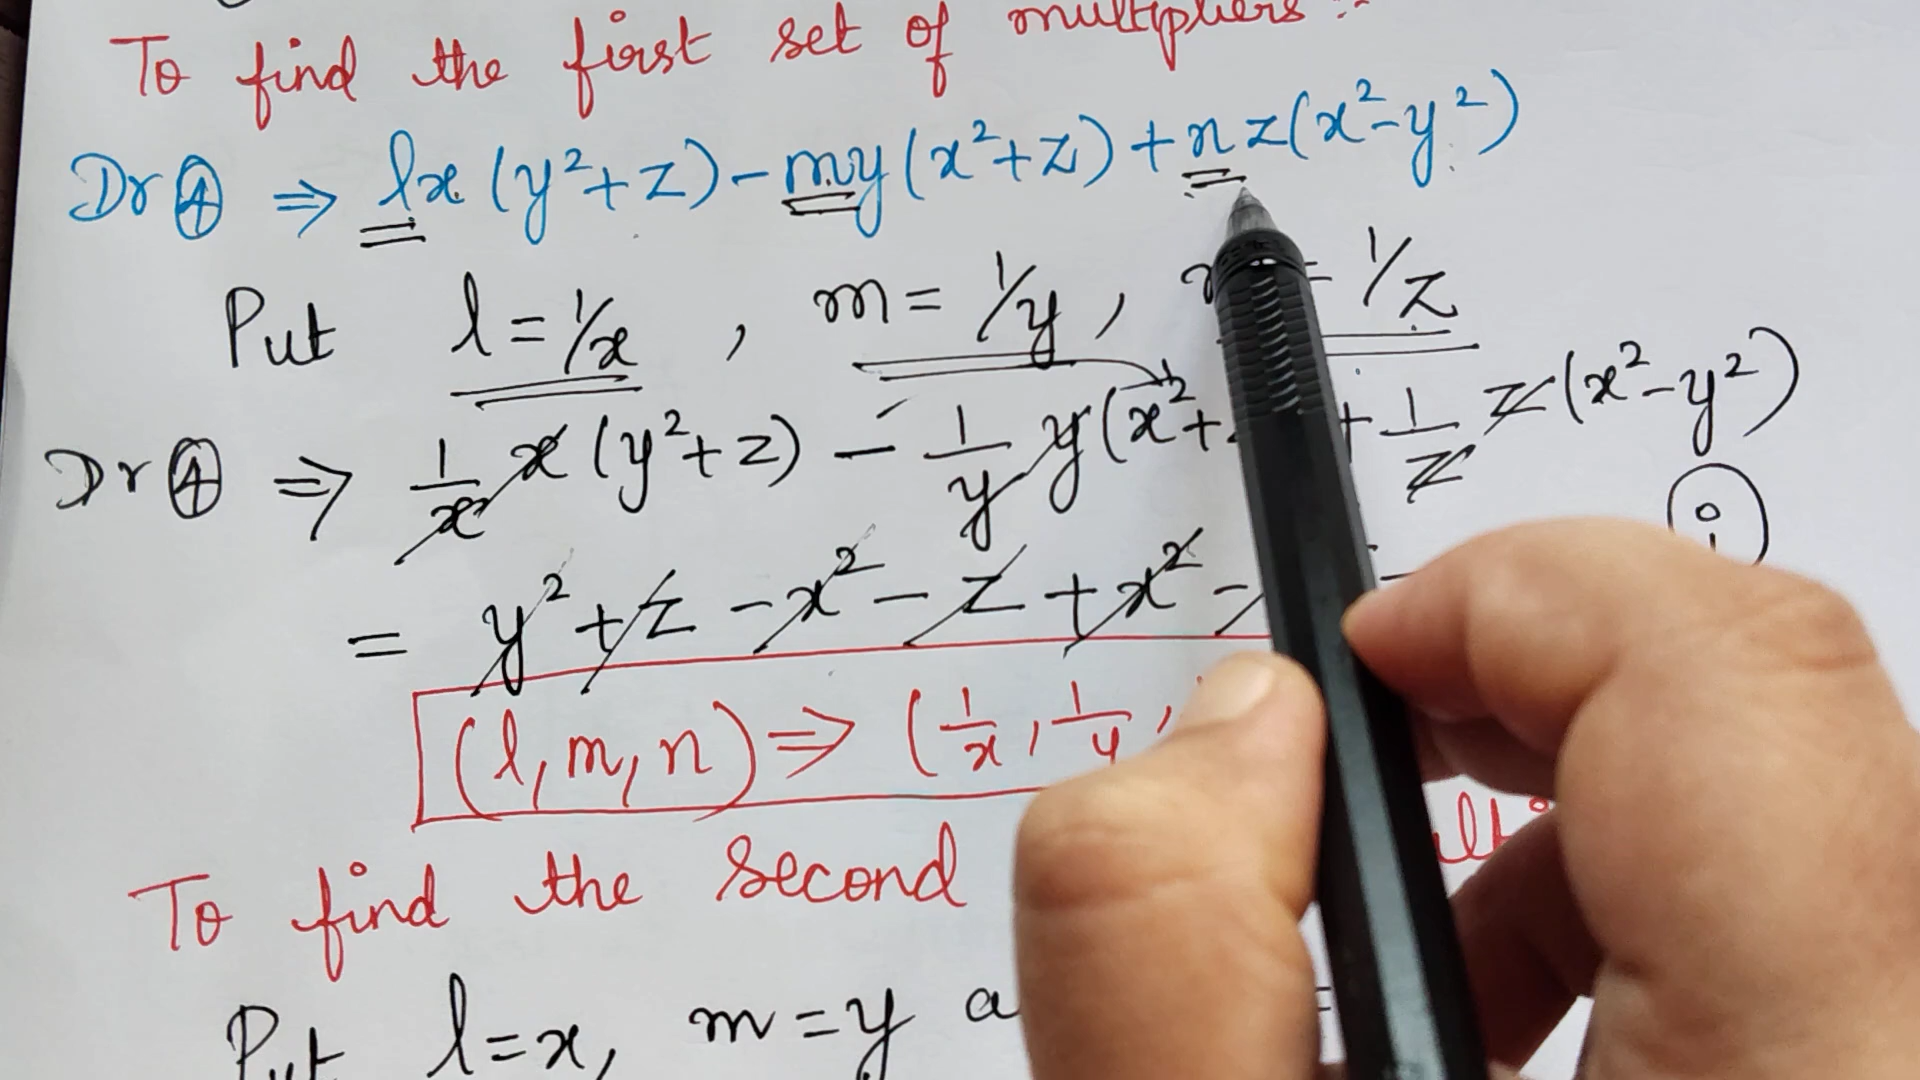 To find the first set of multipliers :-
Dr ④ ⇒ lx (y²+z) - my (x²+z) + nz(x²-y²)
Put l = 1/x , m = 1/y , = 1/z
Dr ④ ⇒ 1/x x (y²+z) - 1/y y(x²+ + 1/z z(x²-y²)
= y² + z - x² - z + x² -
(l, m, n) ⇒ (1/x, 1/y,
To find the second
Put l=x, m=y a =